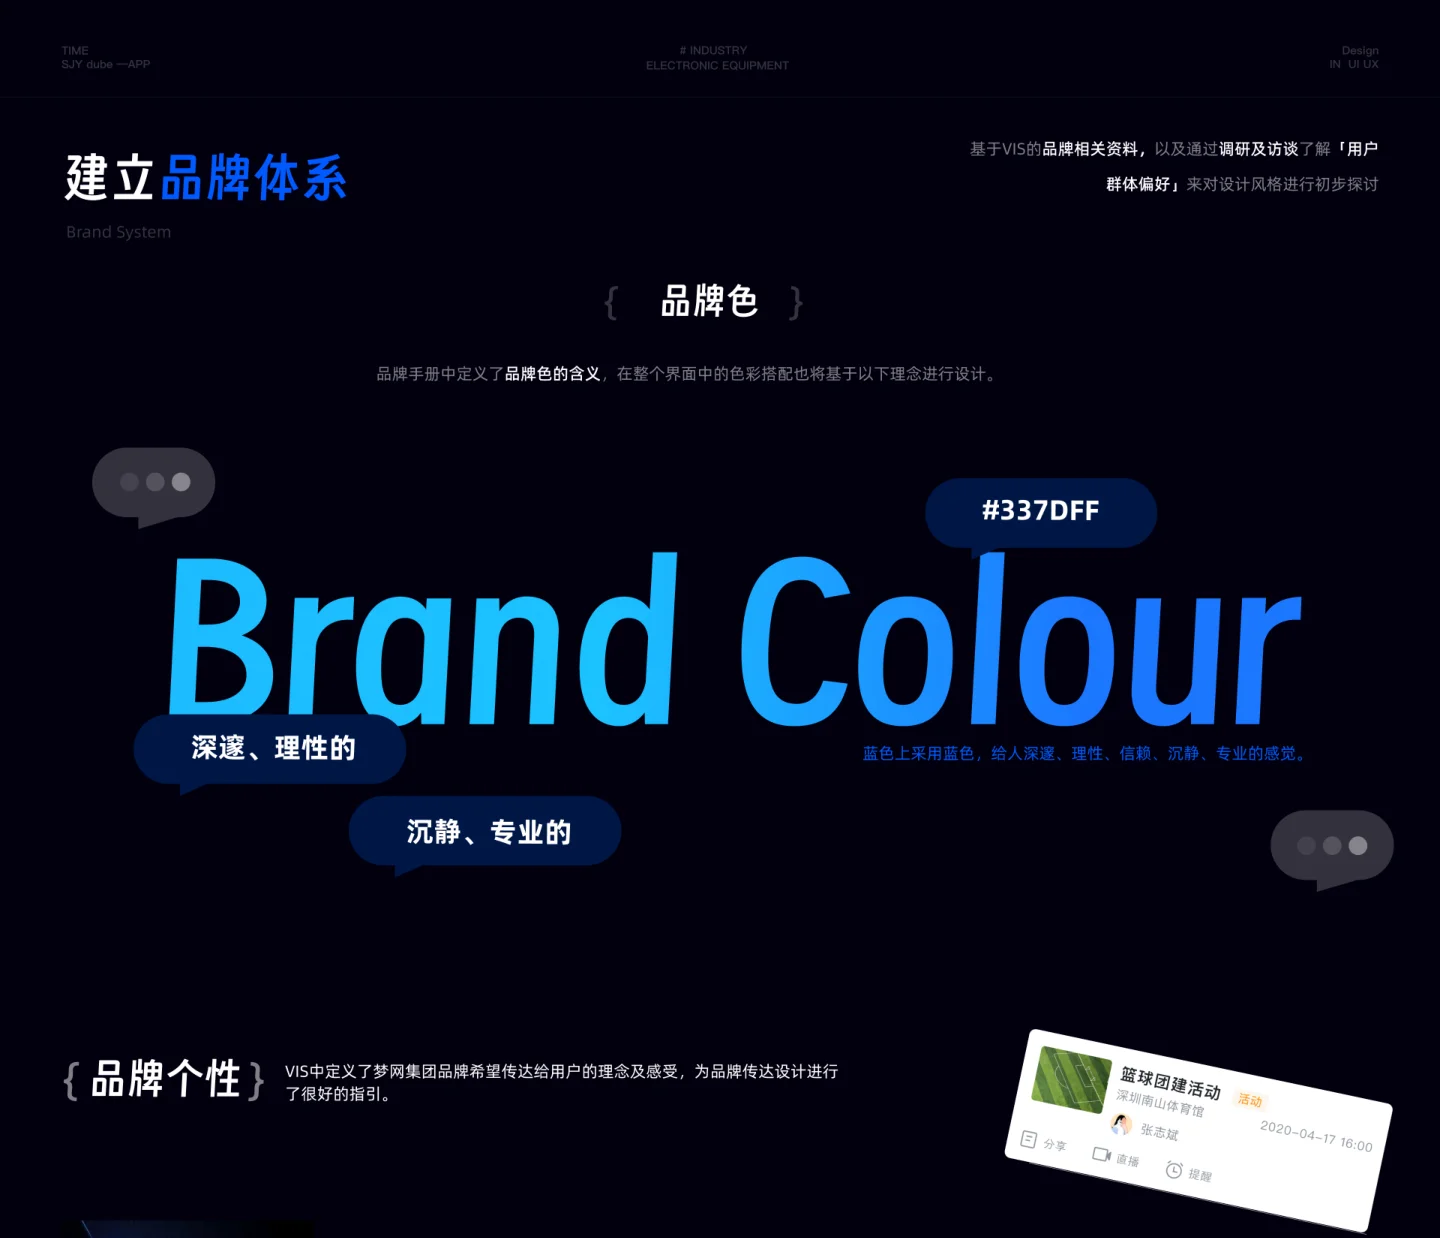 TIME
SJY dube —APP
# INDUSTRY
ELECTRONIC EQUIPMENT
Design
IN UI UX
建立品牌体系
Brand System
基于VIS的品牌相关资料，以及通过调研及访谈了解「用户
群体偏好」来对设计风格进行初步探讨
{ 品牌色 }
品牌手册中定义了品牌色的含义，在整个界面中的色彩搭配也将基于以下理念进行设计。
#337DFF
Brand Colour
深邃、理性的
蓝色上采用蓝色，给人深邃、理性、信赖、沉静、专业的感觉。
沉静、专业的
{ 品牌个性 }
VIS中定义了梦网集团品牌希望传达给用户的理念及感受，为品牌传达设计进行
了很好的指引。
篮球团建活动 活动
深圳南山体育馆
张志斌
2020-04-17 16:00
分享 直播 提醒